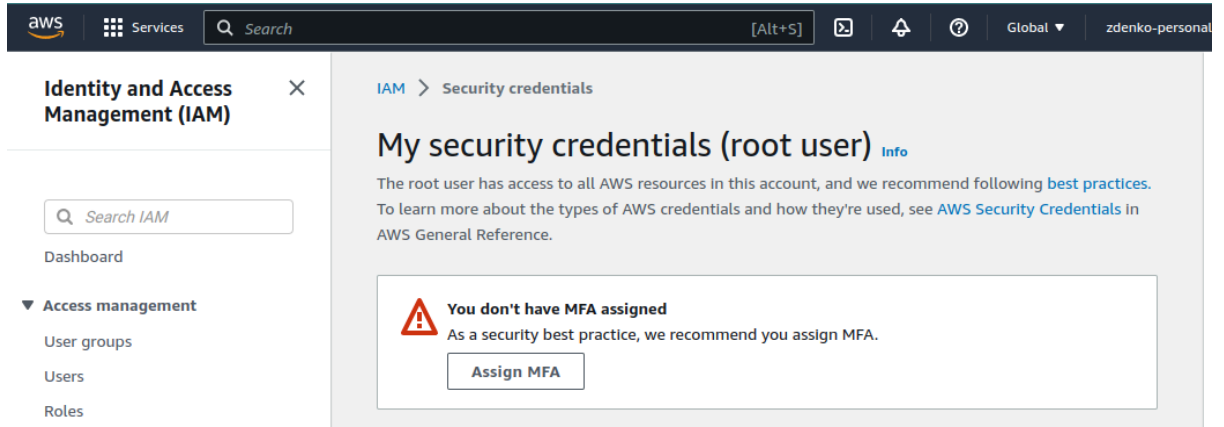 aws Services Search [Alt+S] Global zdenko-personal
Identity and Access
Management (IAM)
Search IAM
Dashboard
Access management
User groups
Users
Roles
IAM > Security credentials
My security credentials (root user) Info
The root user has access to all AWS resources in this account, and we recommend following best practices.
To learn more about the types of AWS credentials and how they're used, see AWS Security Credentials in
AWS General Reference.
You don't have MFA assigned
As a security best practice, we recommend you assign MFA.
Assign MFA